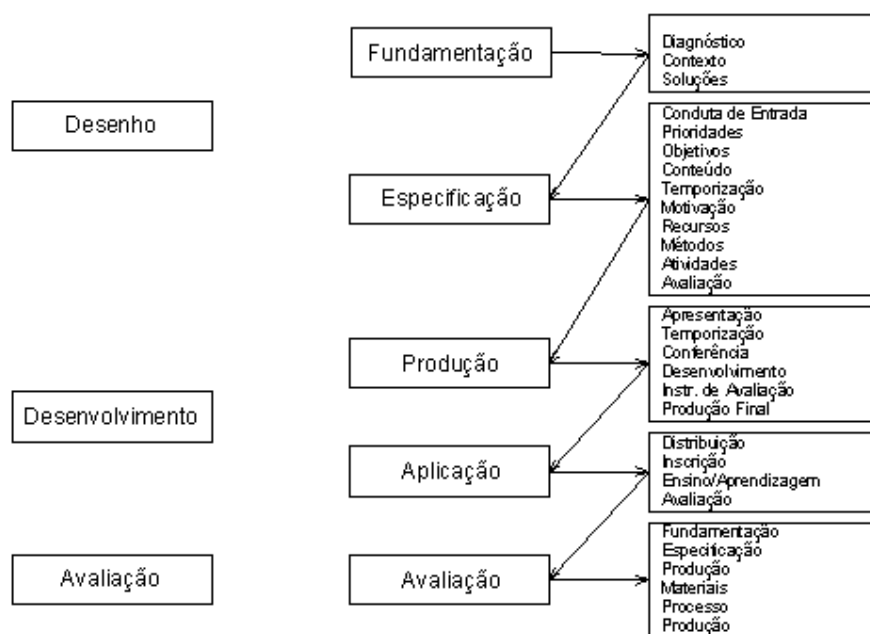 Fundamentação
Diagnóstico
Contexto
Soluções
Desenho
Especificação
Conduta de Entrada
Prioridades
Objetivos
Conteúdo
Temporização
Motivação
Recursos
Métodos
Atividades
Avaliação
Produção
Apresentação
Temporização
Conferência
Desenvolvimento
Instr. de Avaliação
Produção Final
Desenvolvimento
Aplicação
Distribuição
Inscrição
Ensino/Aprendizagem
Avaliação
Avaliação
Avaliação
Fundamentação
Especificação
Produção
Materiais
Processo
Produção